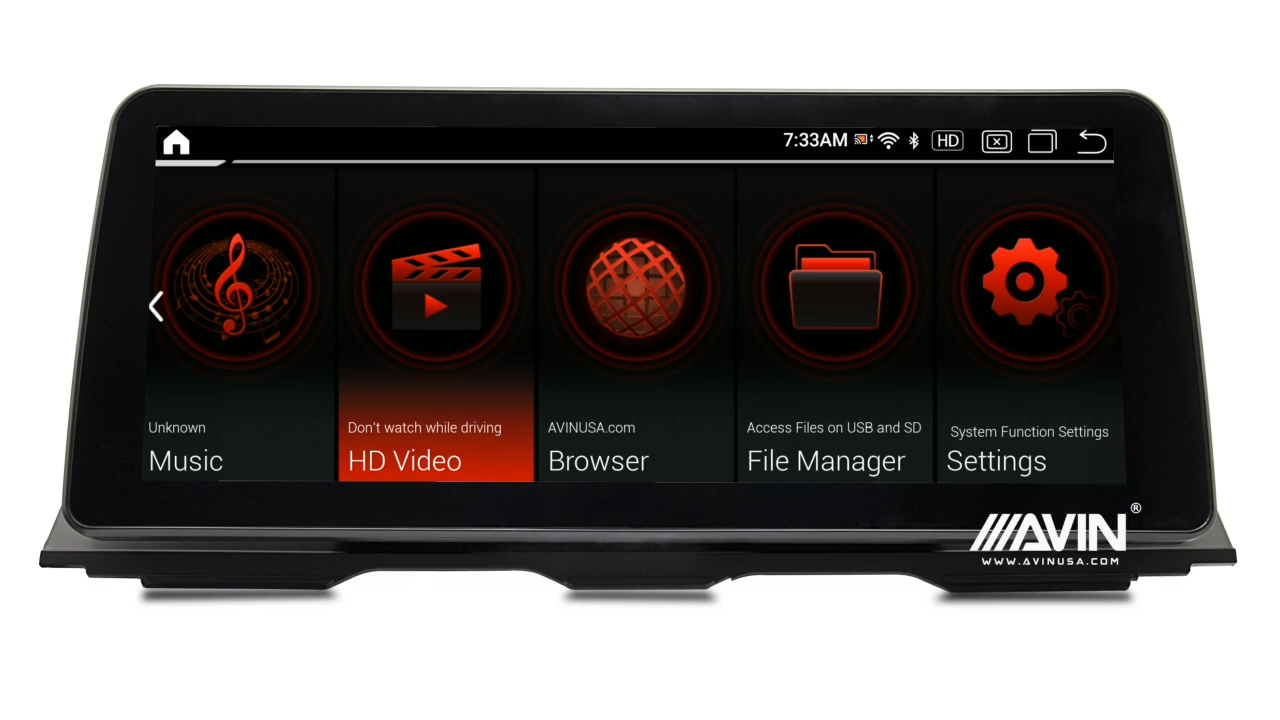 7:33AM
HD
Unknown
Music
Don't watch while driving
HD Video
AVINUSA.com
Browser
Access Files on USB and SD
File Manager
System Function Settings
Settings
AVIN®
WWW.AVINUSA.COM